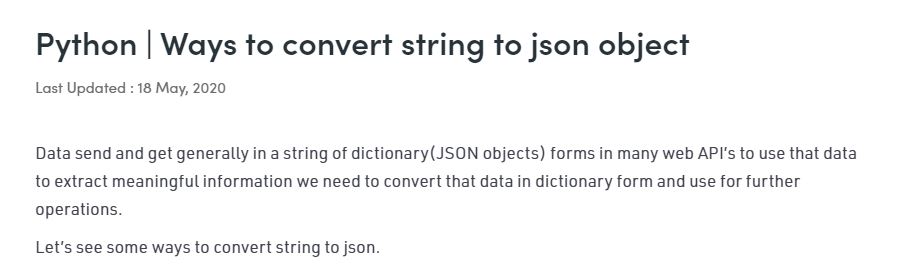 Python | Ways to convert string to json object
Last Updated : 18 May, 2020
Data send and get generally in a string of dictionary(JSON objects) forms in many web API's to use that data
to extract meaningful information we need to convert that data in dictionary form and use for further
operations.
Let's see some ways to convert string to json.